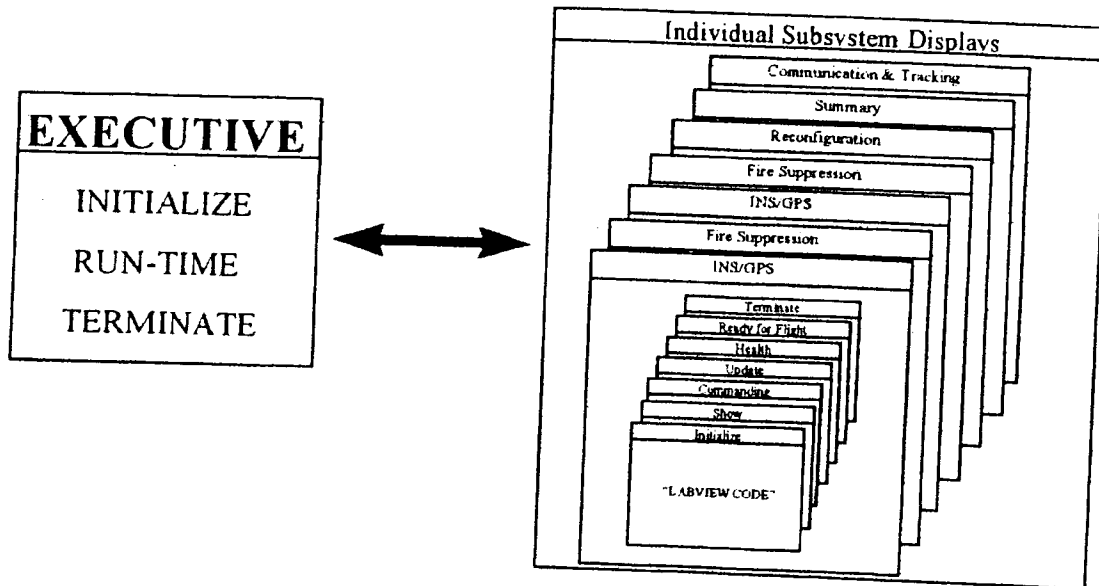 EXECUTIVE
INITIALIZE
RUN-TIME
TERMINATE
Individual Subsystem Displays
Communication & Tracking
Summary
Reconfiguration
Fire Suppression
INS/GPS
Fire Suppression
INS/GPS
Terminate
Ready for Flight
Health
Update
Commanding
Show
Initialize
"LABVIEW CODE"